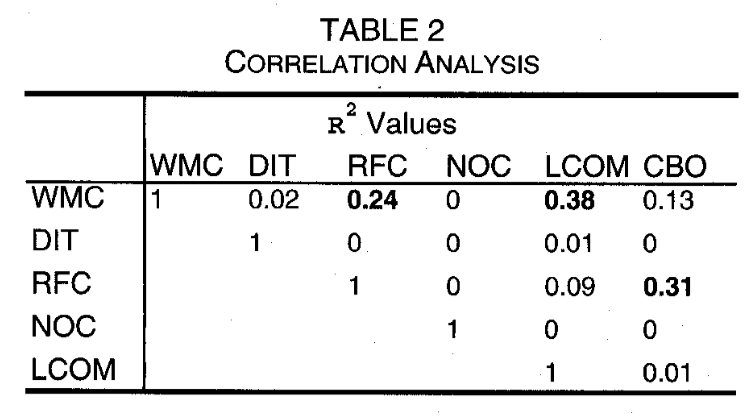 TABLE 2
CORRELATION ANALYSIS
R² Values
WMC DIT RFC NOC LCOM CBO
WMC 1 0.02 0.24 0 0.38 0.13
DIT 1 0 0 0.01 0
RFC 1 0 0.09 0.31
NOC 1 0 0
LCOM 1 0.01